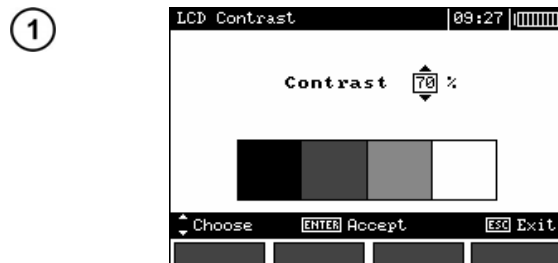 1
LCD Contrast 09:27
Contrast 70 %
Choose ENTER Accept ESC Exit